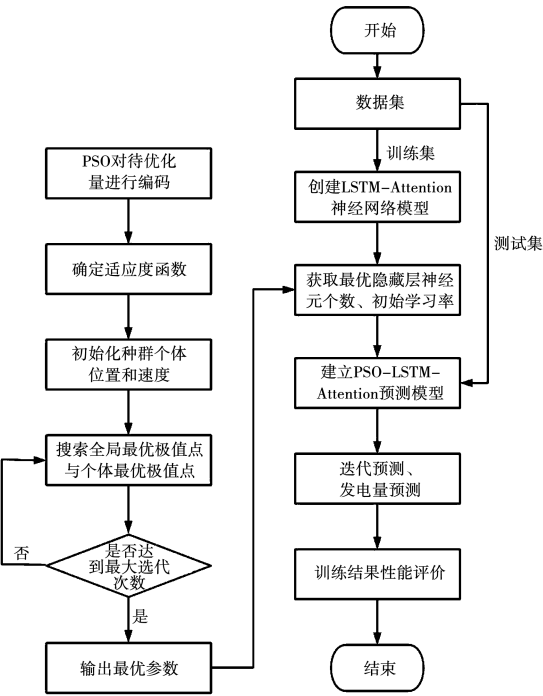 开始
数据集
训练集
创建LSTM-Attention
神经网络模型
测试集
获取最优隐藏层神经
元个数、初始学习率
建立PSO-LSTM-
Attention预测模型
迭代预测、
发电量预测
训练结果性能评价
结束
PSO对待优化
量进行编码
确定适应度函数
初始化种群个体
位置和速度
搜索全局最优极值点
与个体最优极值点
否
是否达
到最大选代
次数
是
输出最优参数